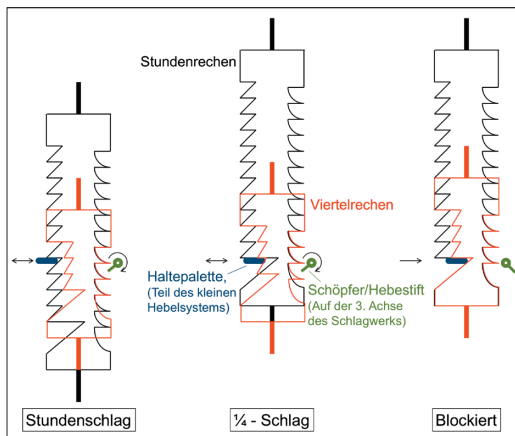 Stundenrechen
Viertelrechen
Haltepalette,
(Teil des kleinen
Hebelsystems)
Schöpfer/Hebestift
(Auf der 3. Achse
des Schlagwerks)
Stundenschlag
¼ - Schlag
Blockiert